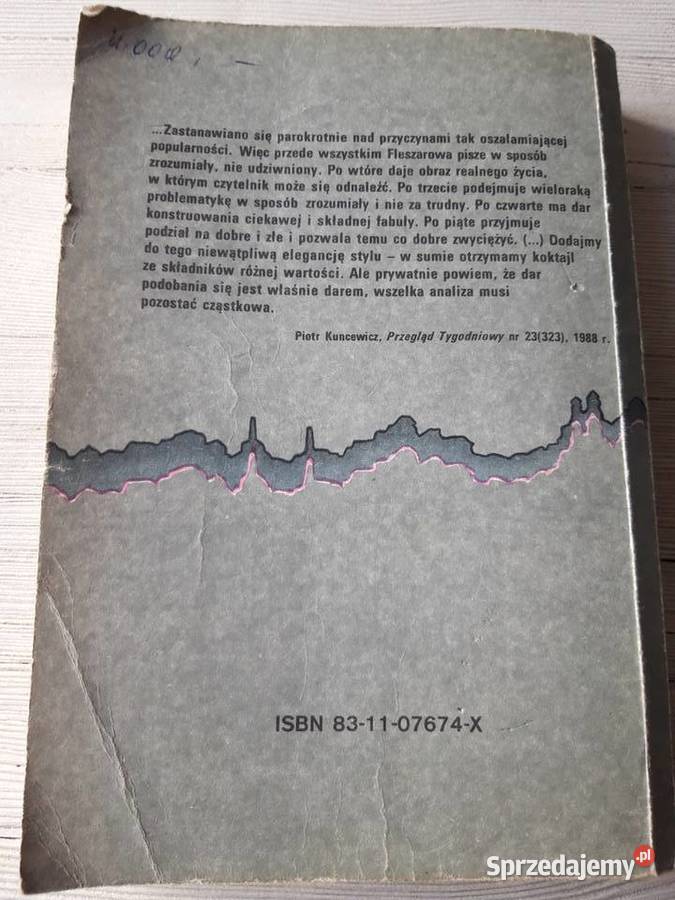 ...Zastanawiano się parokrotnie nad przyczynami tak oszałamiającej
popularności. Więc przede wszystkim Fleszarowa pisze w sposób
zrozumiały, nie udziwniony. Po wtóre daje obraz realnego życia,
w którym czytelnik może się odnaleźć. Po trzecie podejmuje wieloraką
problematykę w sposób zrozumiały i nie za trudny. Po czwarte ma dar
konstruowania ciekawej i składnej fabuły. Po piąte przyjmuje
podział na dobre i złe i pozwala temu co dobre zwyciężyć. (...) Dodajmy
do tego niewątpliwą elegancję stylu – w sumie otrzymamy koktajl
ze składników różnej wartości. Ale prywatnie powiem, że dar
podobania się jest właśnie darem, wszelka analiza musi
pozostać cząstkowa.
Piotr Kuncewicz, Przegląd Tygodniowy nr 23(323), 1988 r.
ISBN 83-11-07674-X
Sprzedajemy.pl